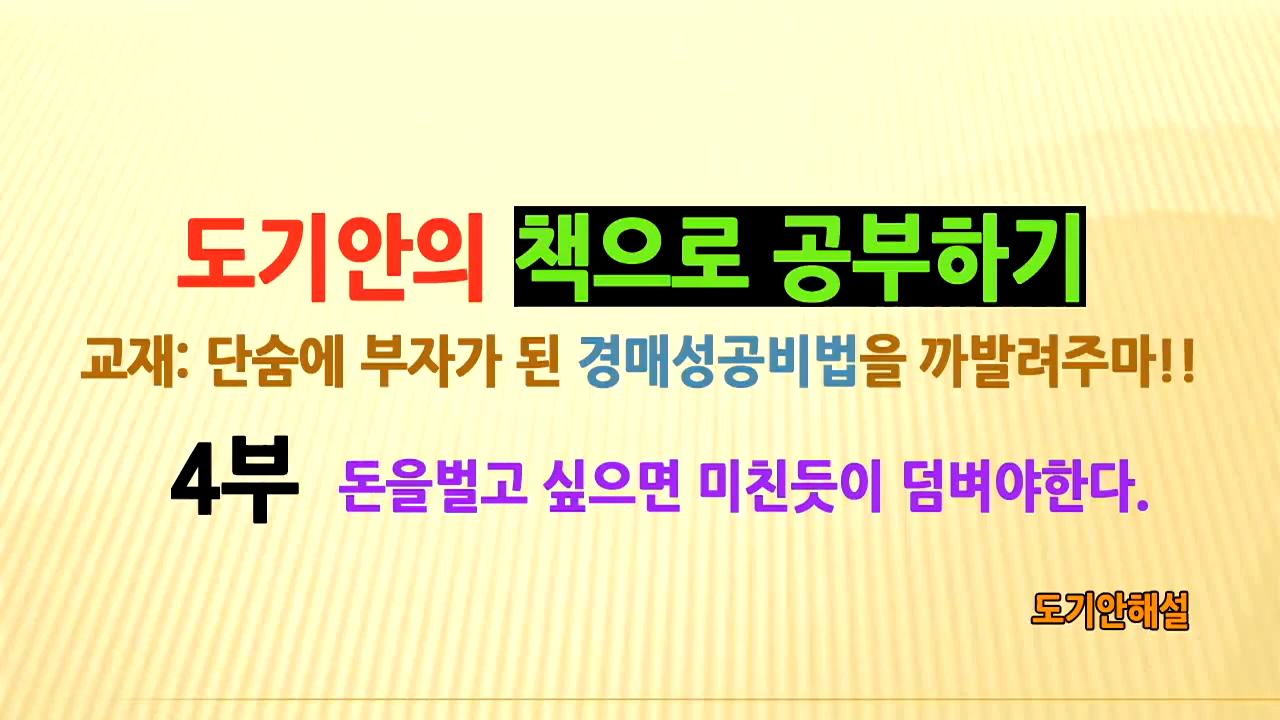 도기안의 책으로 공부하기
교재: 단숨에 부자가 된 경매성공비법을 까발려주마!!
4부 돈을벌고 싶으면 미친듯이 덤벼야한다.
도기안해설